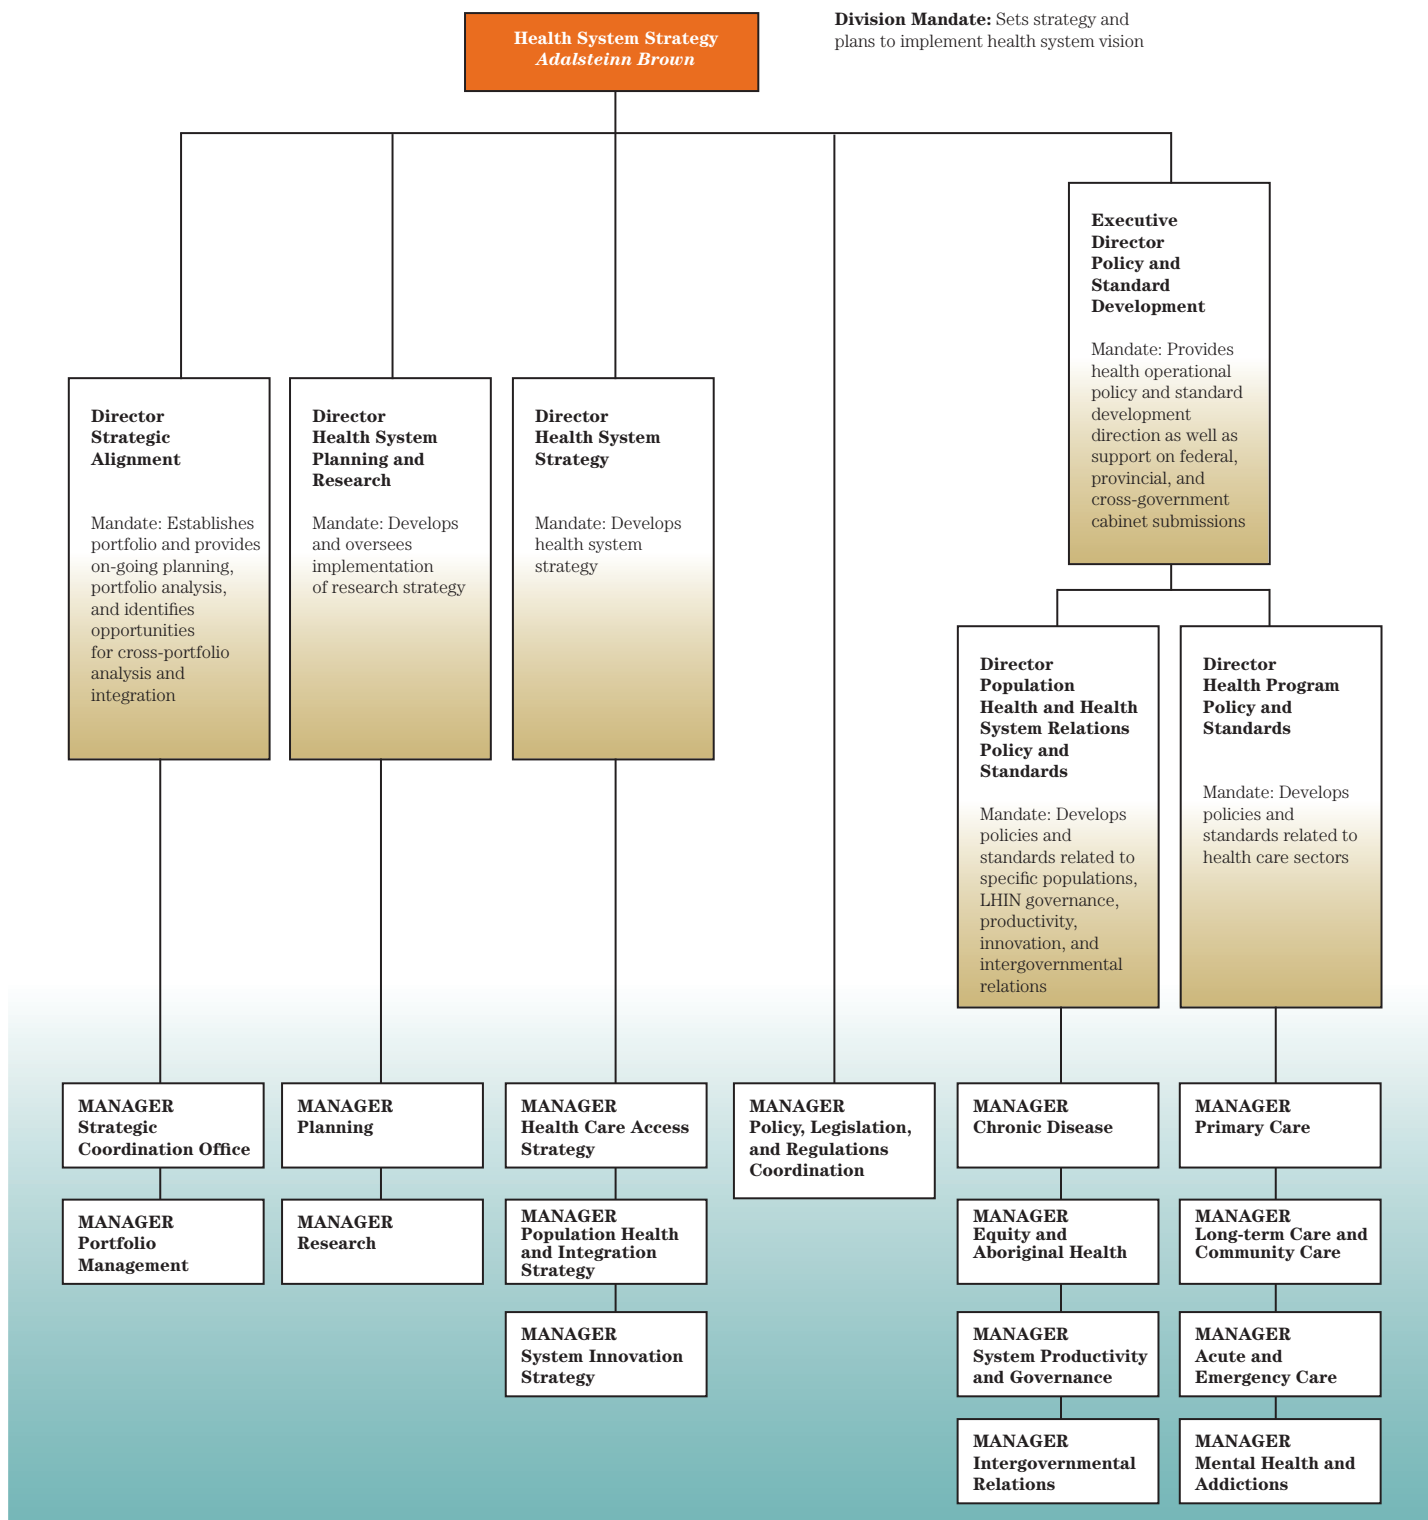 Health System Strategy
Adalsteinn Brown
Division Mandate: Sets strategy and
plans to implement health system vision
Executive
Director
Policy and
Standard
Development
Mandate: Provides
health operational
policy and standard
development
direction as well as
support on federal,
provincial, and
cross-government
cabinet submissions
Director
Strategic
Alignment
Mandate: Establishes
portfolio and provides
on-going planning,
portfolio analysis,
and identifies
opportunities
for cross-portfolio
analysis and
integration
Director
Health System
Planning and
Research
Mandate: Develops
and oversees
implementation
of research strategy
Director
Health System
Strategy
Mandate: Develops
health system
strategy
Director
Population
Health and Health
System Relations
Policy and
Standards
Mandate: Develops
policies and
standards related to
specific populations,
LHIN governance,
productivity,
innovation, and
intergovernmental
relations
Director
Health Program
Policy and
Standards
Mandate: Develops
policies and
standards related to
health care sectors
MANAGER
Strategic
Coordination Office
MANAGER
Planning
MANAGER
Health Care Access
Strategy
MANAGER
Policy, Legislation,
and Regulations
Coordination
MANAGER
Chronic Disease
MANAGER
Primary Care
MANAGER
Portfolio
Management
MANAGER
Research
MANAGER
Population Health
and Integration
Strategy
MANAGER
Equity and
Aboriginal Health
MANAGER
Long-term Care and
Community Care
MANAGER
System Innovation
Strategy
MANAGER
System Productivity
and Governance
MANAGER
Acute and
Emergency Care
MANAGER
Intergovernmental
Relations
MANAGER
Mental Health and
Addictions